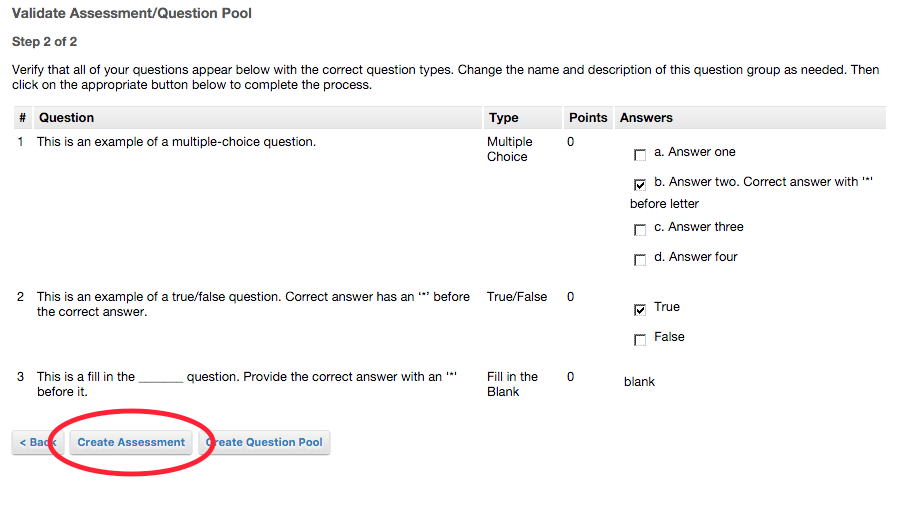 Validate Assessment/Question Pool
Step 2 of 2
Verify that all of your questions appear below with the correct question types. Change the name and description of this question group as needed. Then
click on the appropriate button below to complete the process.
# Question Type Points Answers
1 This is an example of a multiple-choice question. Multiple Choice 0
a. Answer one
b. Answer two. Correct answer with '*'
before letter
c. Answer three
d. Answer four
2 This is an example of a true/false question. Correct answer has an '*' before True/False 0
the correct answer.
True
False
3 This is a fill in the ______ question. Provide the correct answer with an '*' Fill in the Blank 0
before it.
blank
< Back Create Assessment Create Question Pool